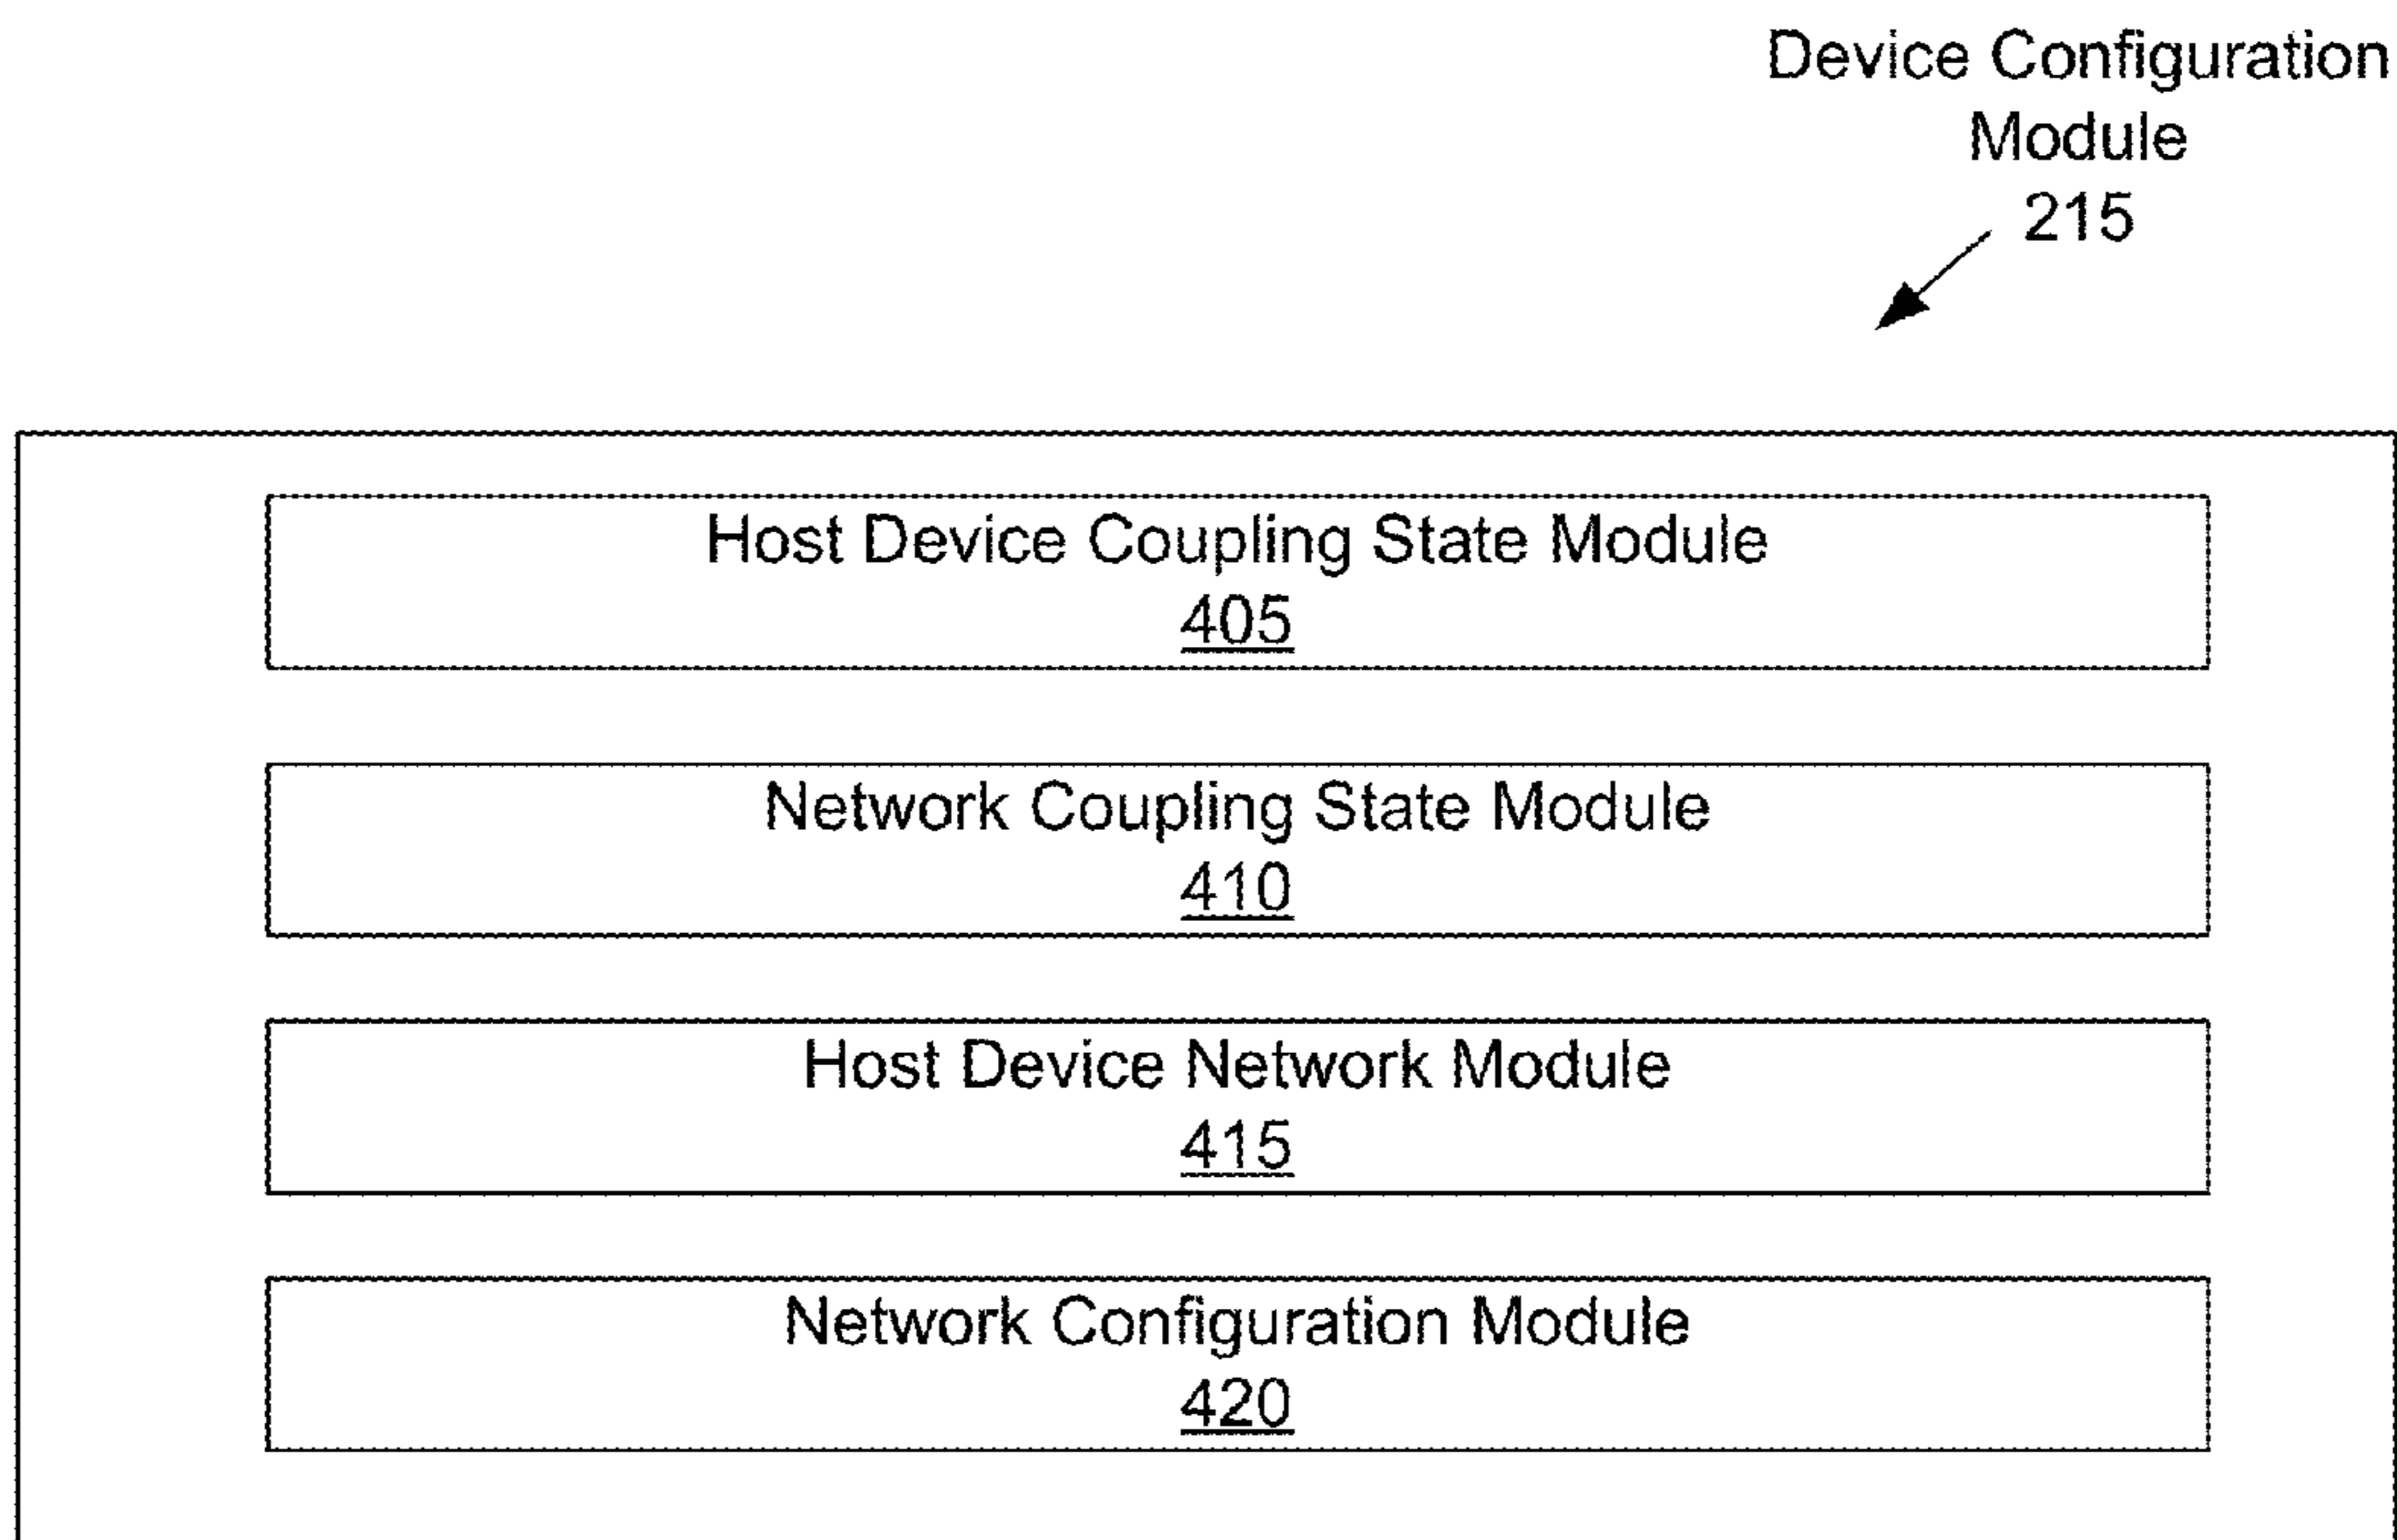 Device Configuration
Module
215
Host Device Coupling State Module
405
Network Coupling State Module
410
Host Device Network Module
415
Network Configuration Module
420